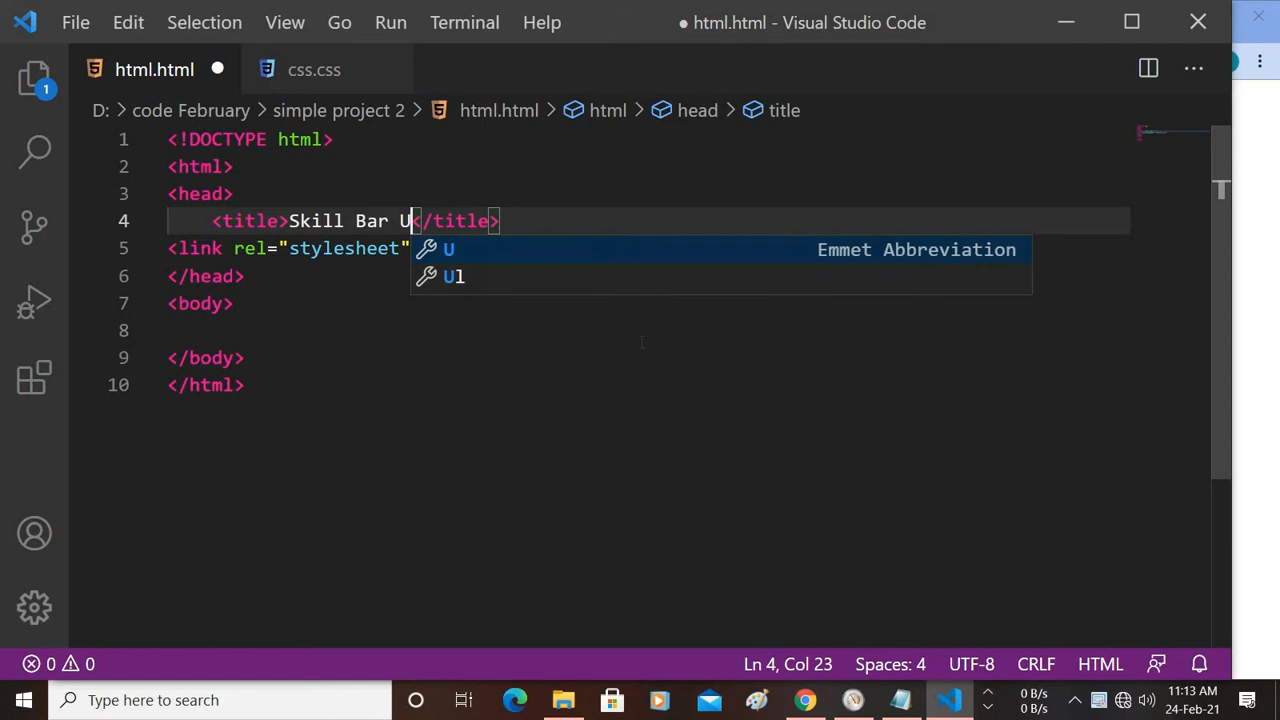 File Edit Selection View Go Run Terminal Help ● html.html - Visual Studio Code
html.html ● css.css
D: > code February > simple project 2 > html.html > html > head > title
1 <!DOCTYPE html>
2 <html>
3 <head>
4 <title>Skill Bar U</title>
5 <link rel="stylesheet"
U Emmet Abbreviation
6 </head>
Ul
7 <body>
8
9 </body>
10 </html>
1
0 0 Ln 4, Col 23 Spaces: 4 UTF-8 CRLF HTML
Type here to search
0 B/s
0 B/s
11:13 AM
24-Feb-21